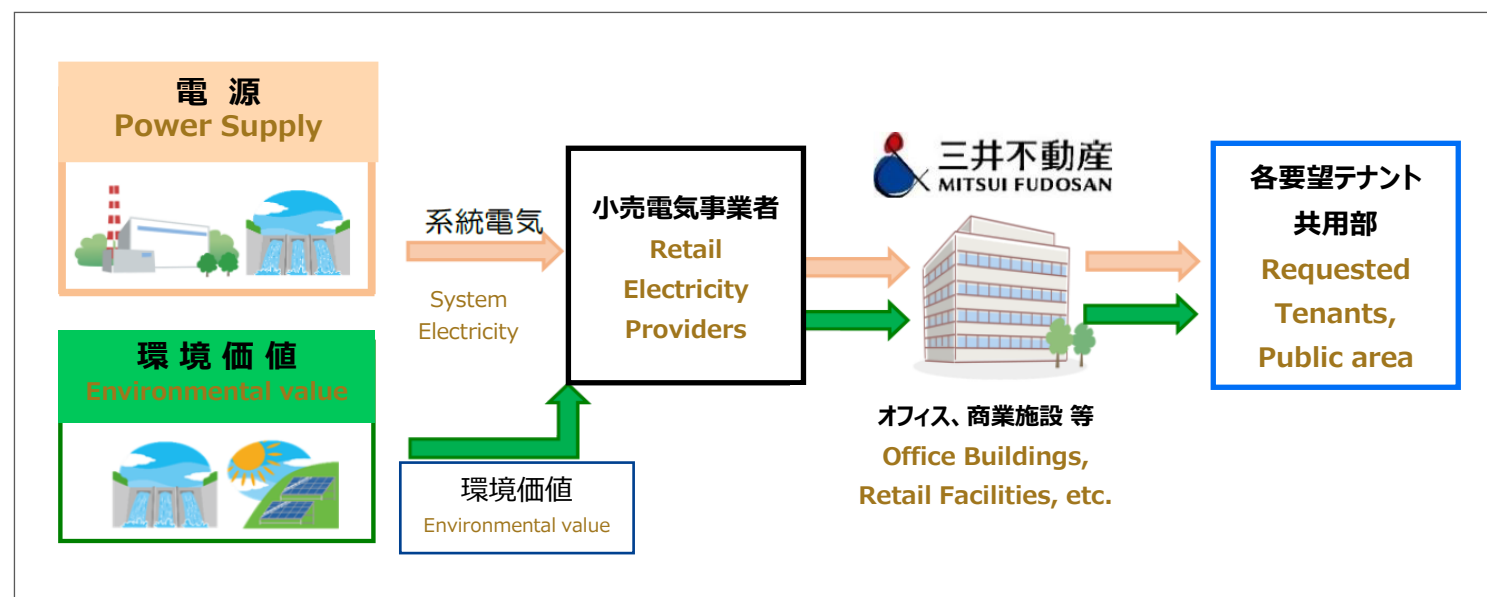 電 源
Power Supply
環 境 価 値
Environmental value
系統電気
System
Electricity
環境価値
Environmental value
小売電気事業者
Retail
Electricity
Providers
三井不動産
MITSUI FUDOSAN
オフィス、商業施設 等
Office Buildings,
Retail Facilities, etc.
各要望テナント
共用部
Requested
Tenants,
Public area